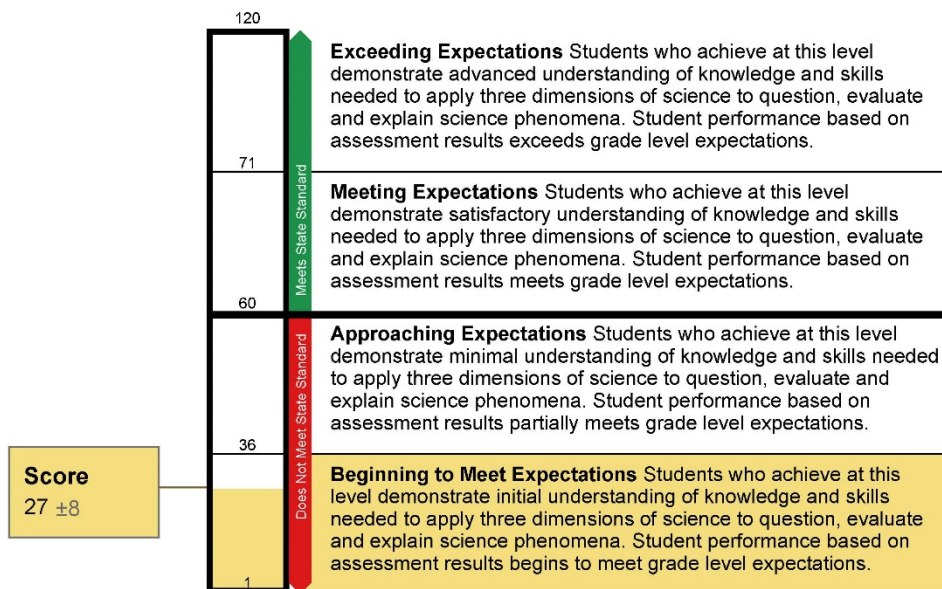 120
Exceeding Expectations Students who achieve at this level
demonstrate advanced understanding of knowledge and skills
needed to apply three dimensions of science to question, evaluate
and explain science phenomena. Student performance based on
assessment results exceeds grade level expectations.
71
Meets State Standard
Meeting Expectations Students who achieve at this level
demonstrate satisfactory understanding of knowledge and skills
needed to apply three dimensions of science to question, evaluate
and explain science phenomena. Student performance based on
assessment results meets grade level expectations.
60
Does Not Meet State Standard
Approaching Expectations Students who achieve at this level
demonstrate minimal understanding of knowledge and skills needed
to apply three dimensions of science to question, evaluate and
explain science phenomena. Student performance based on
assessment results partially meets grade level expectations.
36
Score
27 ±8
Beginning to Meet Expectations Students who achieve at this
level demonstrate initial understanding of knowledge and skills
needed to apply three dimensions of science to question, evaluate
and explain science phenomena. Student performance based on
assessment results begins to meet grade level expectations.
1